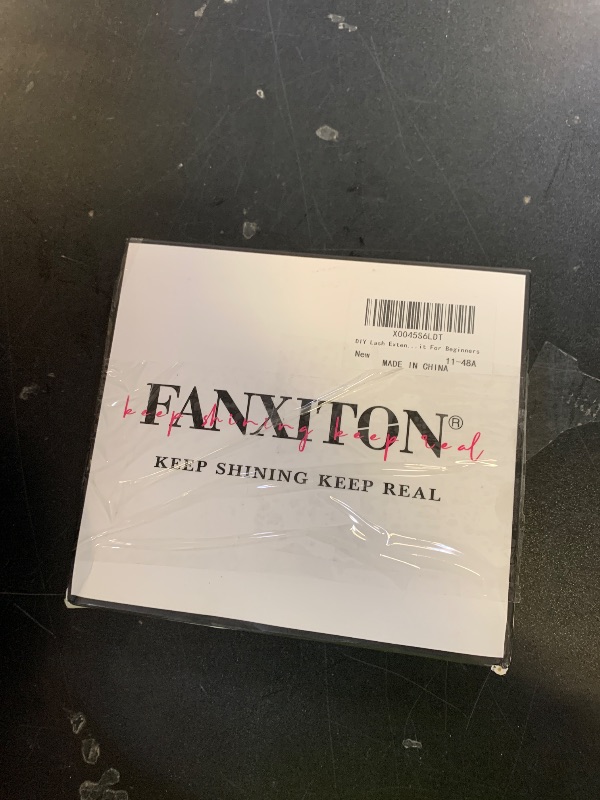 X0045S6LDT
DIY Lash Exten... is For Beginners
New
11-48A
MADE IN CHINA
FANXITON®
keep shining keep real
KEEP SHINING KEEP REAL